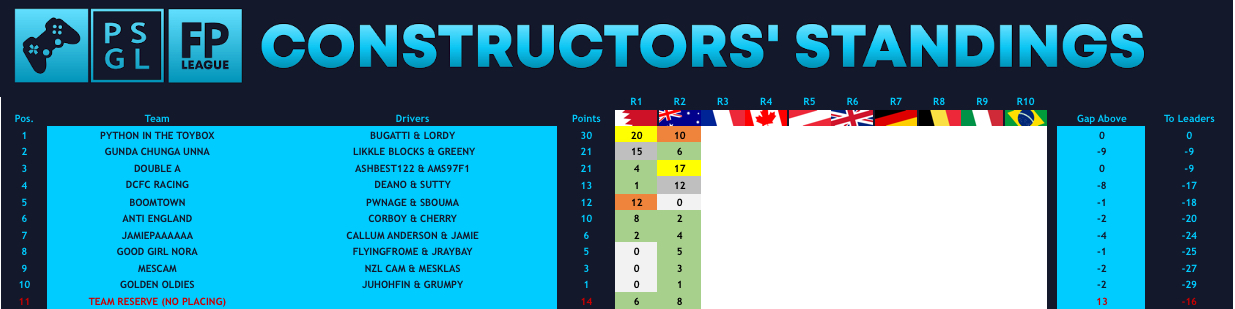 PS GL FP LEAGUE CONSTRUCTORS' STANDINGS
R1 R2 R3 R4 R5 R6 R7 R8 R9 R10
Pos. Team Drivers Points Gap Above To Leaders
1 PYTHON IN THE TOYBOX BUGATTI & LORDY 30 20 10 0 0
2 GUNDA CHUNGA UNNA LIKKLE BLOCKS & GREENY 21 15 6 -9 -9
3 DOUBLE A ASHBEST122 & AMS97F1 21 4 17 0 -9
4 DCFC RACING DEANO & SUTTY 13 1 12 -8 -17
5 BOOMTOWN PWNAGE & SBOUMA 12 12 0 -1 -18
6 ANTI ENGLAND CORBOY & CHERRY 10 8 2 -2 -20
7 JAMIEPAAAAAA CALLUM ANDERSON & JAMIE 6 2 4 -4 -24
8 GOOD GIRL NORA FLYINGFROME & JRAYBAY 5 0 5 -1 -25
9 MESCAM NZL CAM & MESKLAS 3 0 3 -2 -27
10 GOLDEN OLDIES JUHOHFIN & GRUMPY 1 0 1 -2 -29
11 TEAM RESERVE (NO PLACING) 14 6 8 13 -16